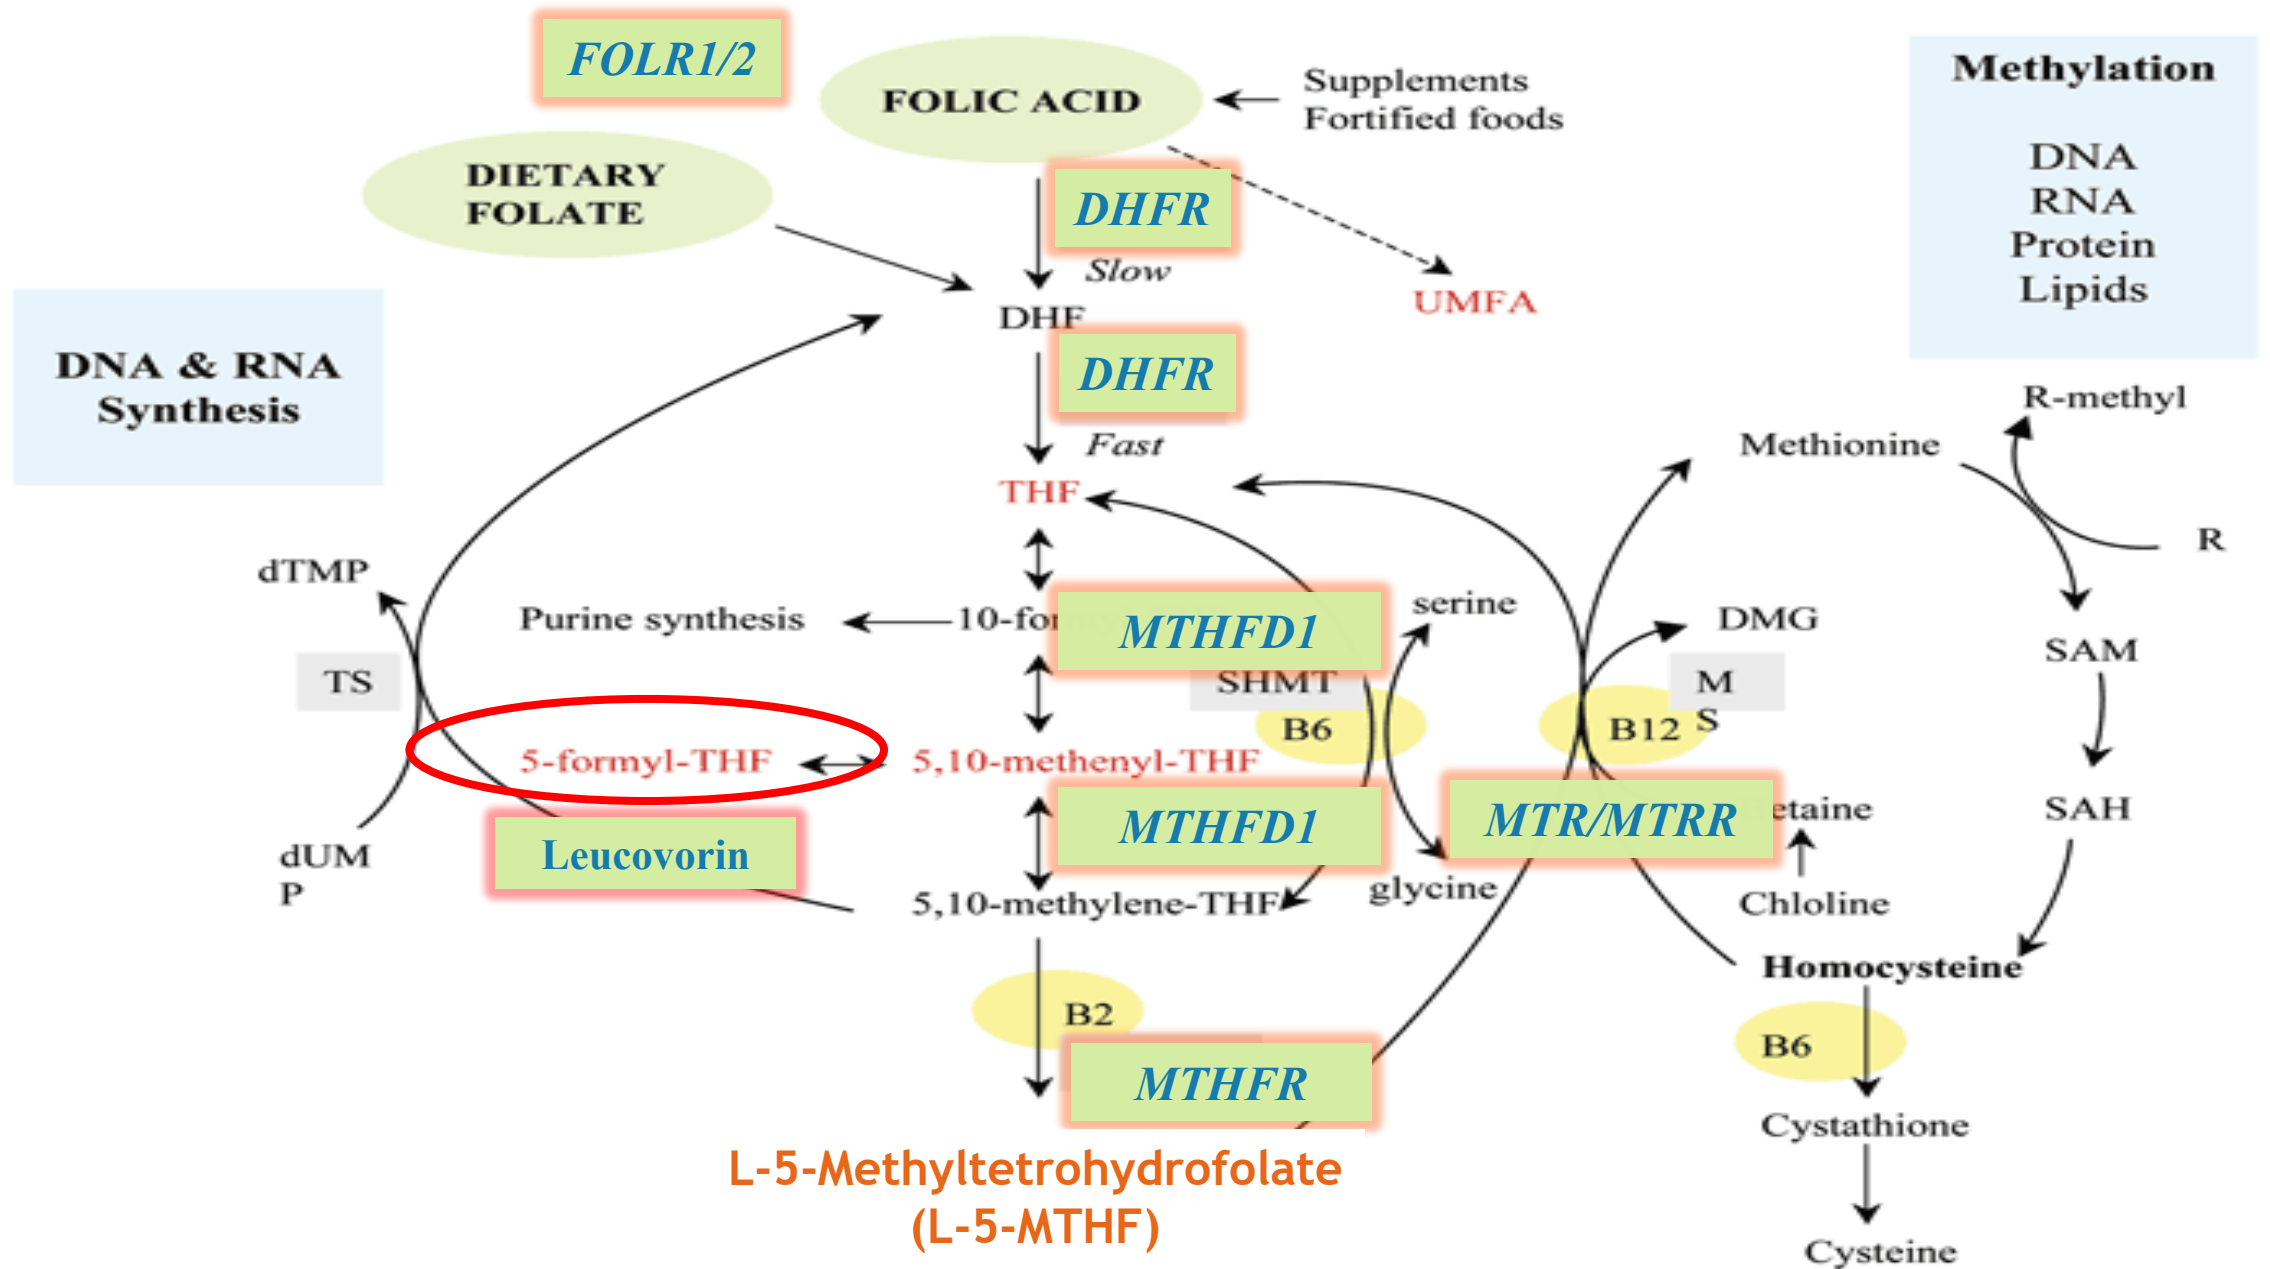 FOLR1/2
FOLIC ACID
Supplements
Fortified foods
Methylation
DNA
RNA
Protein
Lipids
DIETARY
FOLATE
DHFR
Slow
UMFA
DHF
DNA & RNA
Synthesis
DHFR
Fast
THF
R-methyl
Methionine
R
dTMP
Purine synthesis
10-for
MTHFD1
serine
DMG
SAM
TS
SHMT
B6
B12
M
S
5-formyl-THF
5,10-methenyl-THF
MTHFD1
MTR/MTRR
etaine
SAH
Leucovorin
dUM
P
5,10-methylene-THF
glycine
Chloline
Homocysteine
B2
B6
MTHFR
Cystathione
L-5-Methyltetrohydrofolate
(L-5-MTHF)
Cysteine